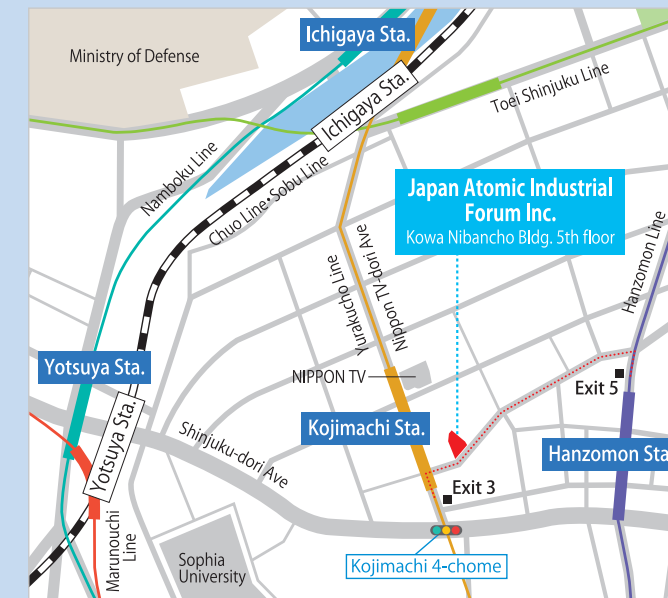 Ichigaya Sta.
Ministry of Defense
Ichigaya Sta.
Toei Shinjuku Line
Namboku Line
Chuo Line・Sobu Line
Japan Atomic Industrial
Forum Inc.
Kowa Nibancho Bldg. 5th floor
Hanzomon Line
Yurakucho Line
Nippon TV-dori Ave
Yotsuya Sta.
NIPPON TV
Exit 5
Yotsuya Sta.
Kojimachi Sta.
Shinjuku-dori Ave
Hanzomon Sta
Exit 3
Marunouchi
Line
Sophia
University
Kojimachi 4-chome